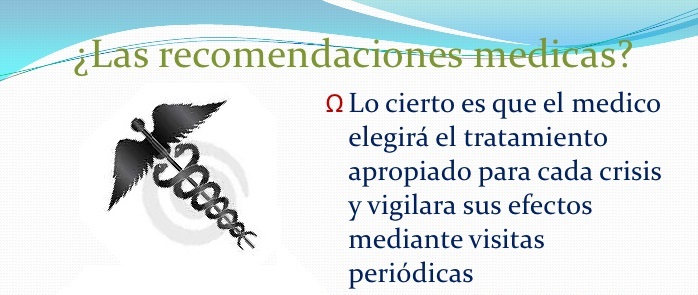 ¿Las recomendaciones medicas?
Ω Lo cierto es que el medico
elegirá el tratamiento
apropiado para cada crisis
y vigilara sus efectos
mediante visitas
periódicas